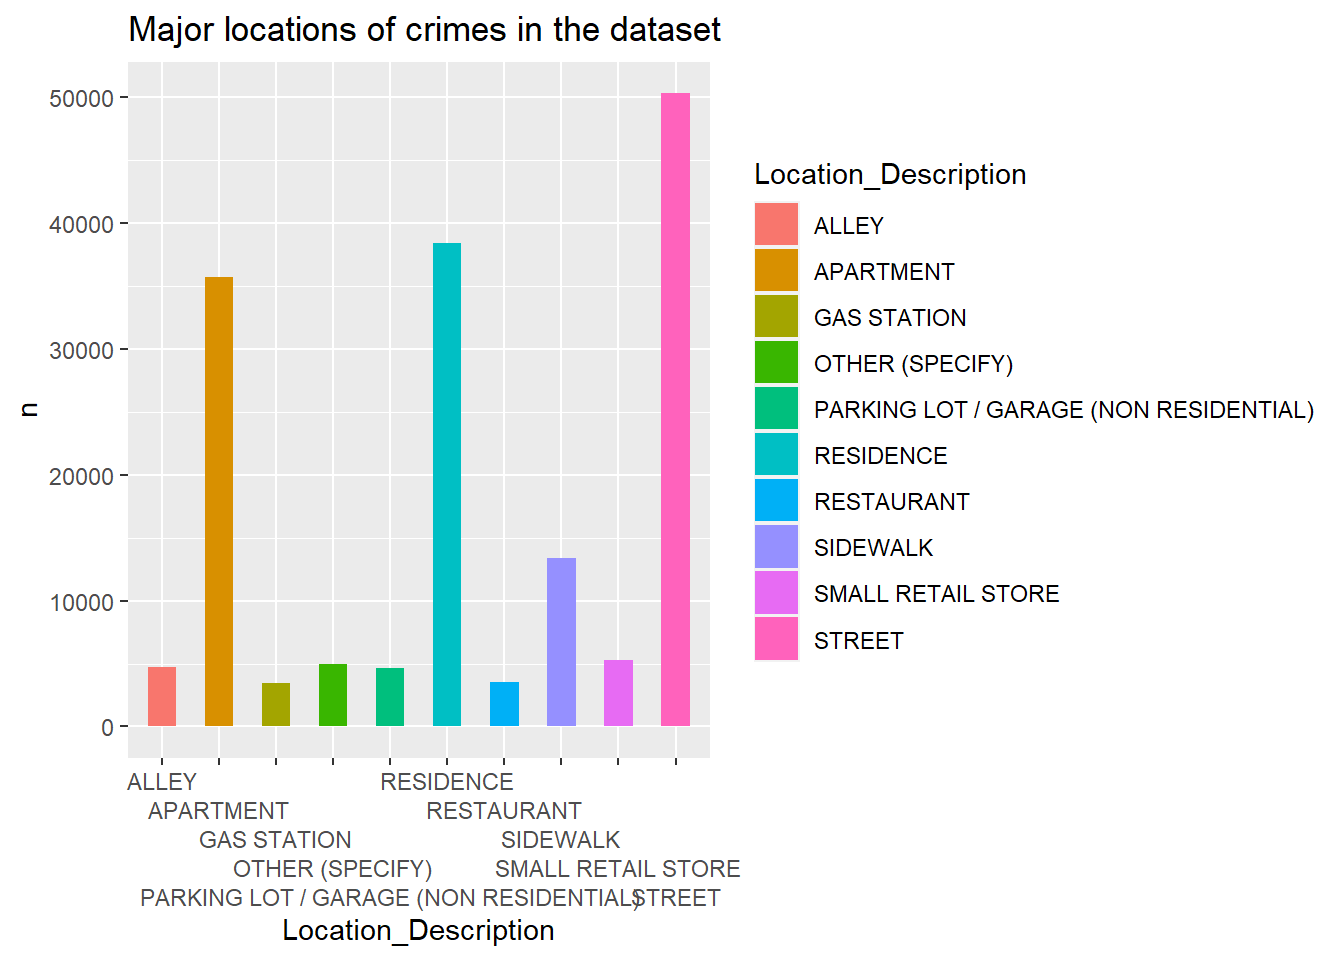 Major locations of crimes in the dataset
50000
40000
30000
20000
10000
0
n
ALLEY
RESIDENCE
APARTMENT
RESTAURANT
GAS STATION
SIDEWALK
OTHER (SPECIFY)
SMALL RETAIL STORE
PARKING LOT / GARAGE (NON RESIDENTIAL)
STREET
Location_Description
Location_Description
ALLEY
APARTMENT
GAS STATION
OTHER (SPECIFY)
PARKING LOT / GARAGE (NON RESIDENTIAL)
RESIDENCE
RESTAURANT
SIDEWALK
SMALL RETAIL STORE
STREET